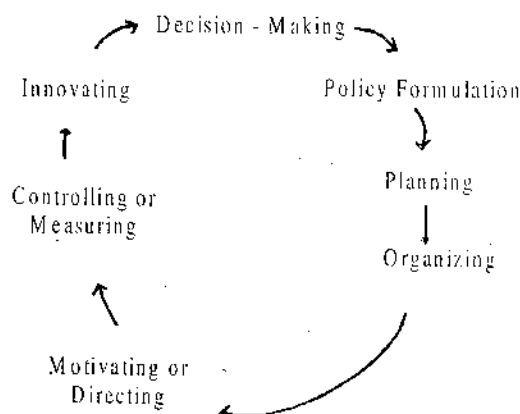 Decision - Making
Innovating
Policy Formulation
Planning
Controlling or
Measuring
Organizing
Motivating or
Directing